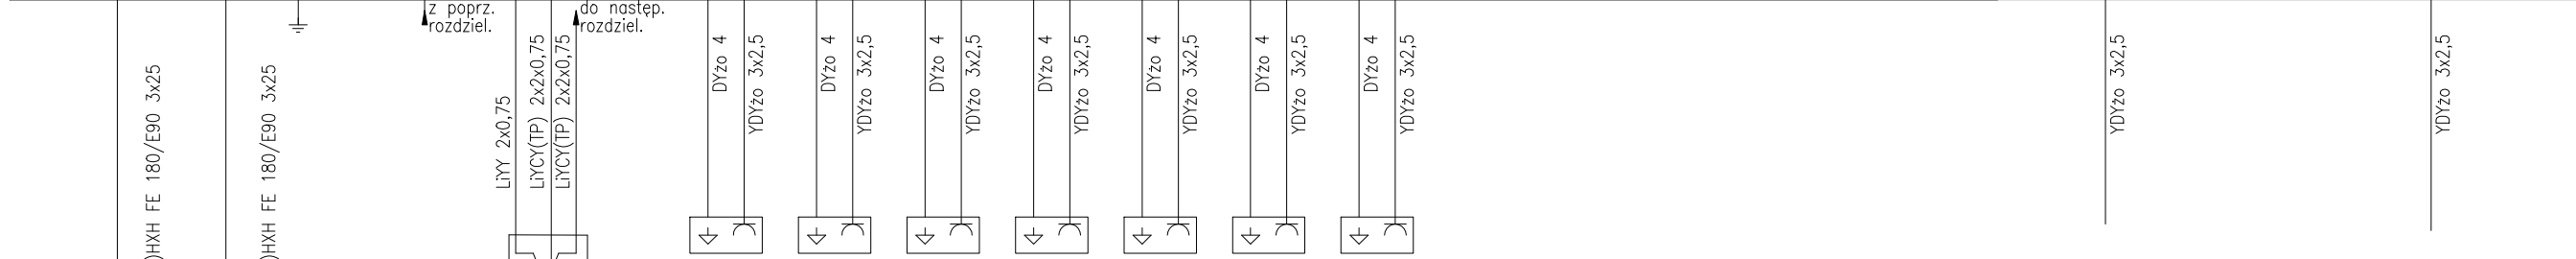 )HXH FE 180/E90 3x25
)HXH FE 180/E90 3x25
z poprz.
rozdziel.
LiYY 2x0,75
LiYCY(TP) 2x2x0,75
LiYCY(TP) 2x2x0,75
do następ.
rozdziel.
DYżo 4
YDYżo 3x2,5
DYżo 4
YDYżo 3x2,5
DYżo 4
YDYżo 3x2,5
DYżo 4
YDYżo 3x2,5
DYżo 4
YDYżo 3x2,5
DYżo 4
YDYżo 3x2,5
DYżo 4
YDYżo 3x2,5
YDYżo 3x2,5
YDYżo 3x2,5